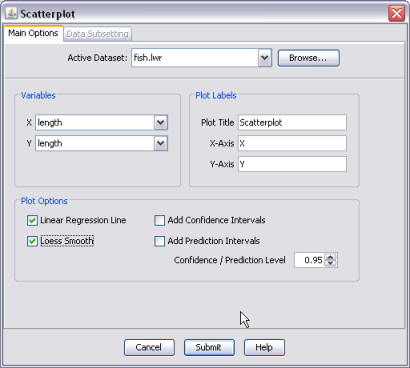 Scatterplot
Main Options Data Subsetting
Active Dataset: fish.lwr Browse...
Variables
X length
Y length
Plot Labels
Plot Title Scatterplot
X-Axis X
Y-Axis Y
Plot Options
Linear Regression Line Add Confidence Intervals
Loess Smooth Add Prediction Intervals
Confidence / Prediction Level 0.95
Cancel Submit Help